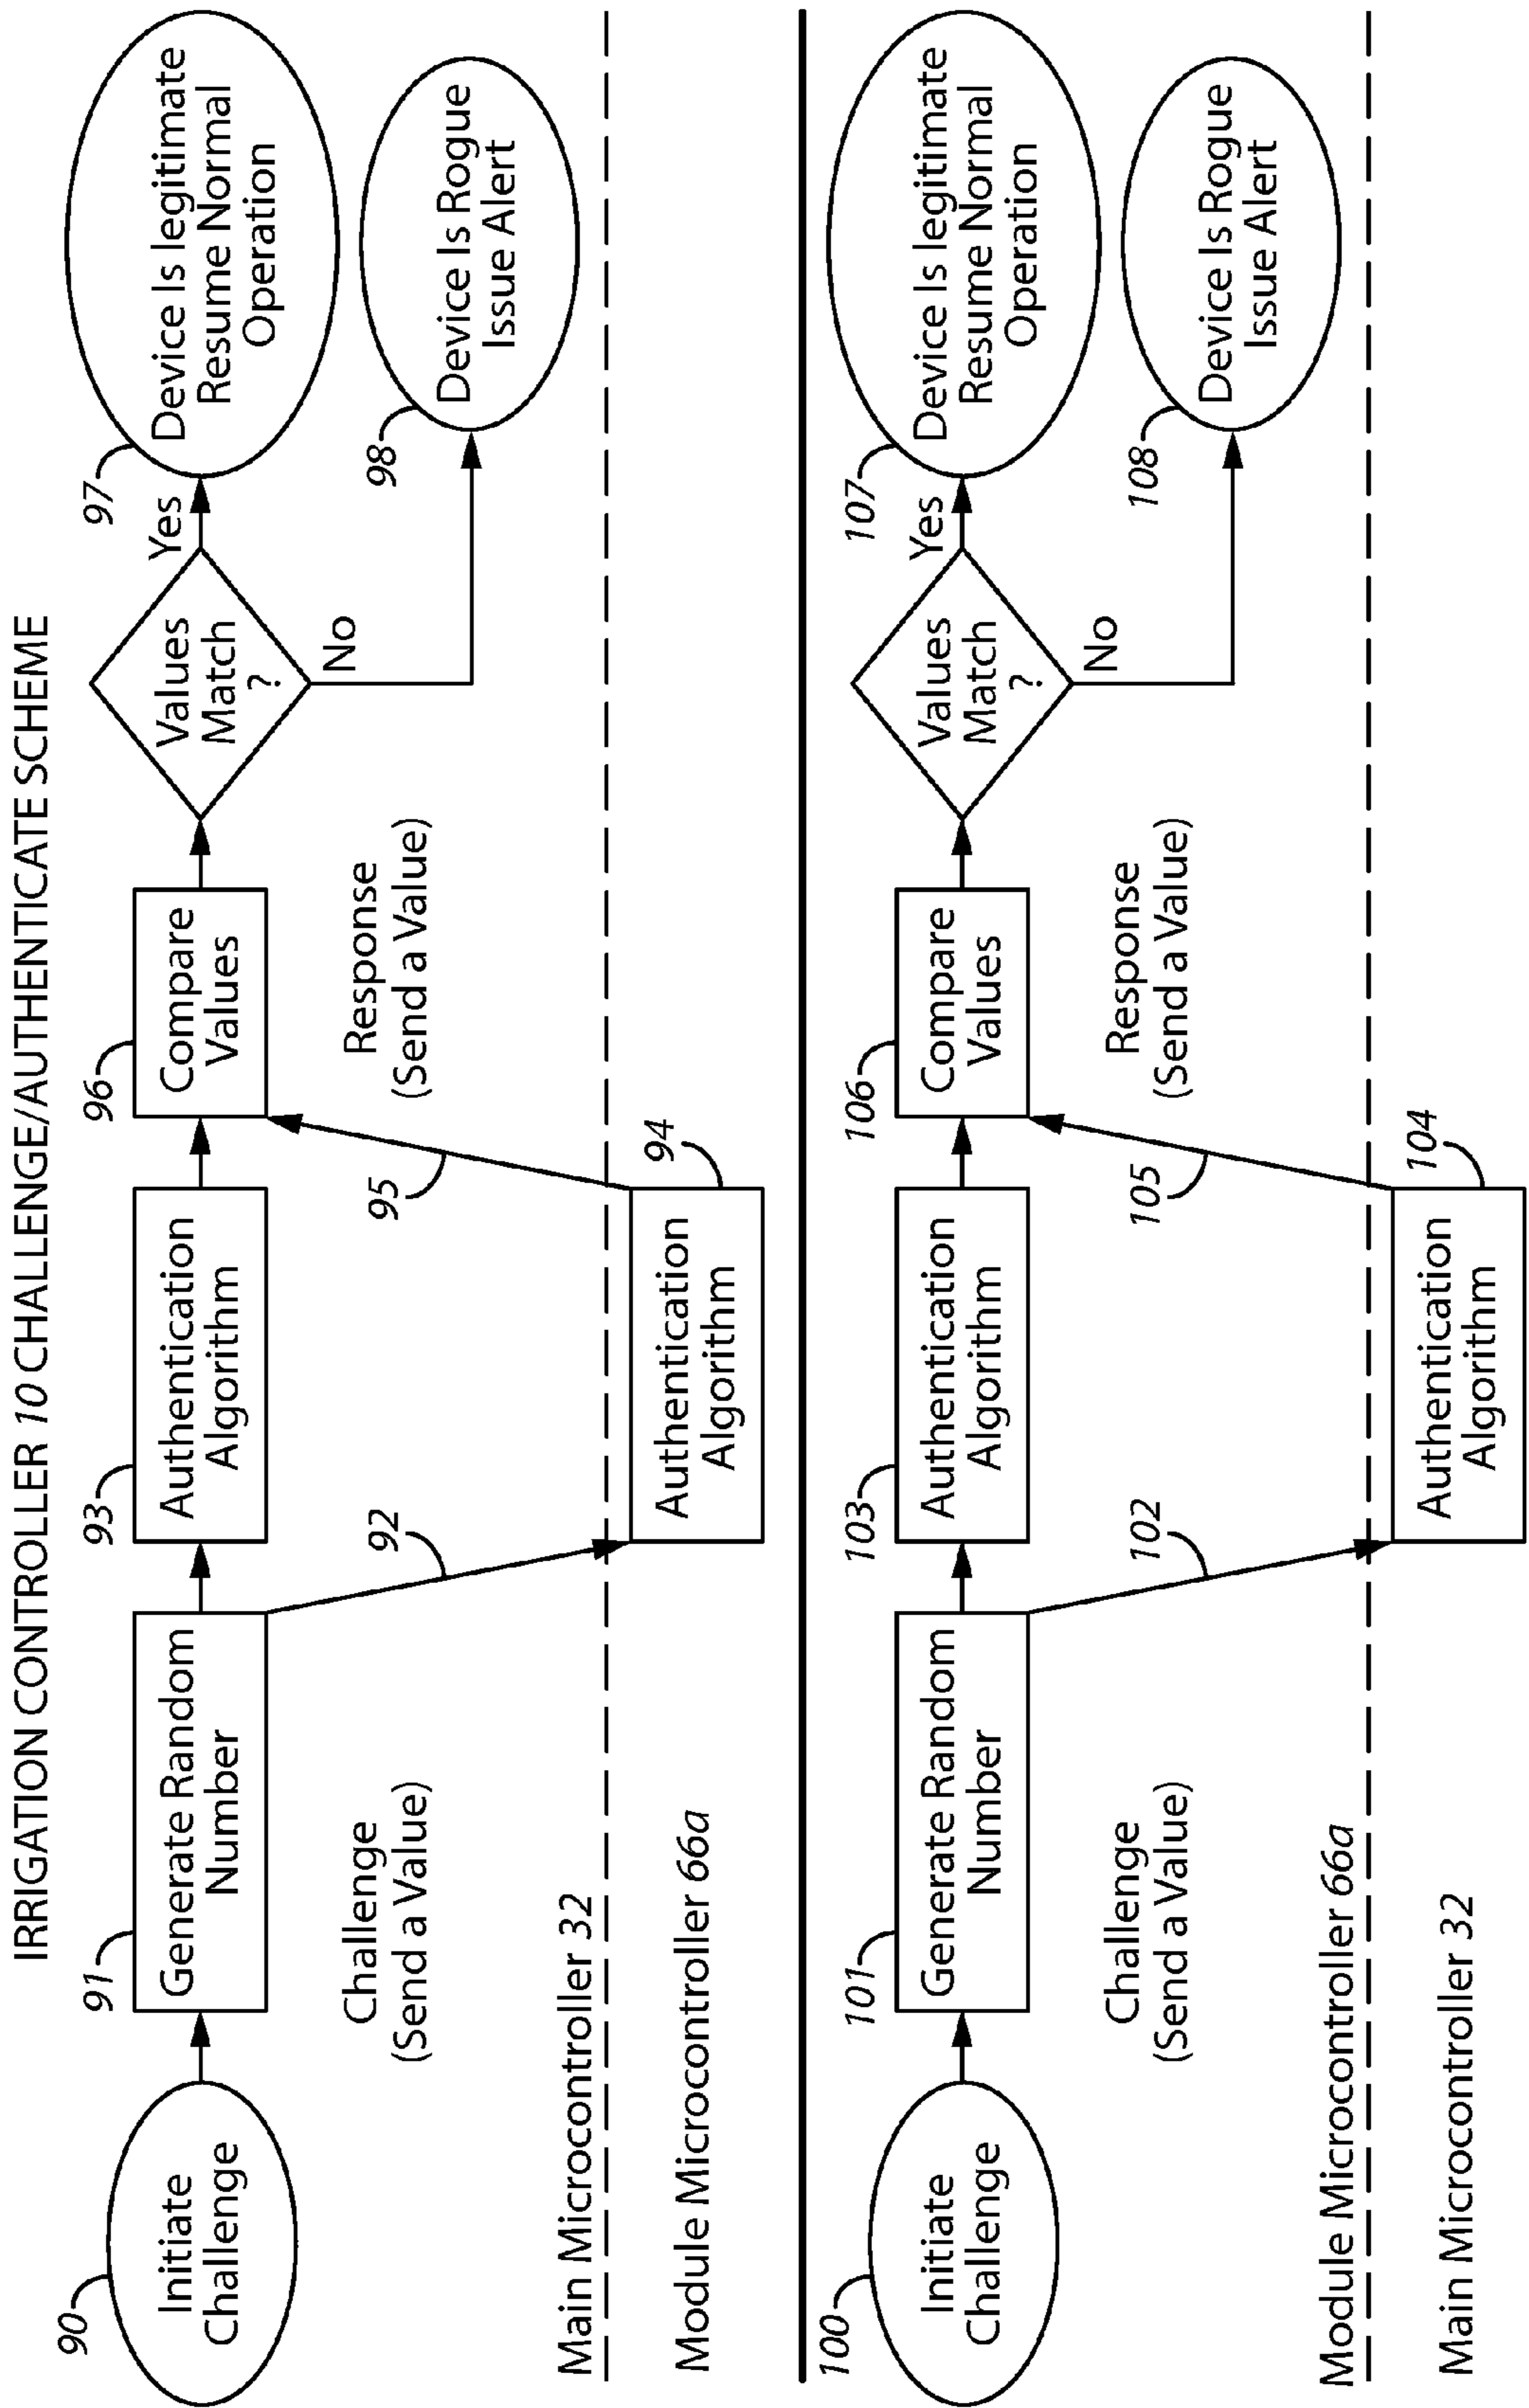 IRRIGATION CONTROLLER 10 CHALLENGE/AUTHENTICATE SCHEME
90
Initiate
Challenge
91
Generate Random
Number
93
Authentication
Algorithm
96
Compare
Values
Values
Match
?
Yes
97
Device Is legitimate
Resume Normal
Operation
No
98
Device Is Rogue
Issue Alert
Challenge
(Send a Value)
92
95
Response
(Send a Value)
Main Microcontroller 32
Module Microcontroller 66a
94
Authentication
Algorithm
100
Initiate
Challenge
101
Generate Random
Number
103
Authentication
Algorithm
106
Compare
Values
Values
Match
?
Yes
107
Device Is legitimate
Resume Normal
Operation
No
108
Device Is Rogue
Issue Alert
Challenge
(Send a Value)
102
105
Response
(Send a Value)
Module Microcontroller 66a
Main Microcontroller 32
104
Authentication
Algorithm